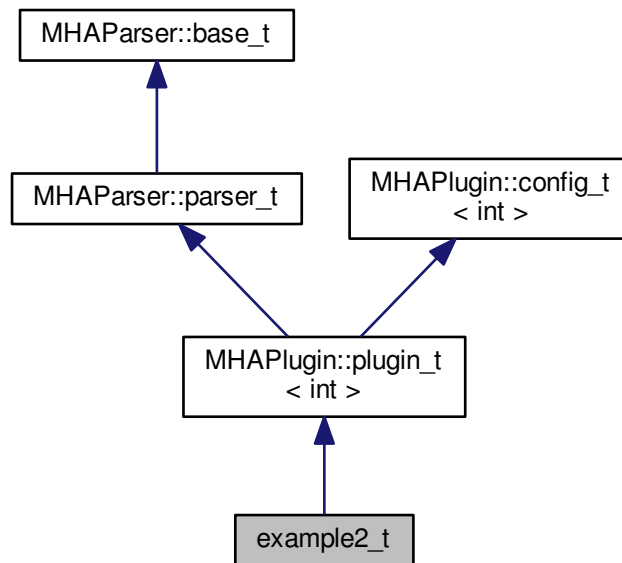 MHAParser::base_t
MHAParser::parser_t
MHAPlugin::config_t
< int >
MHAPlugin::plugin_t
< int >
example2_t